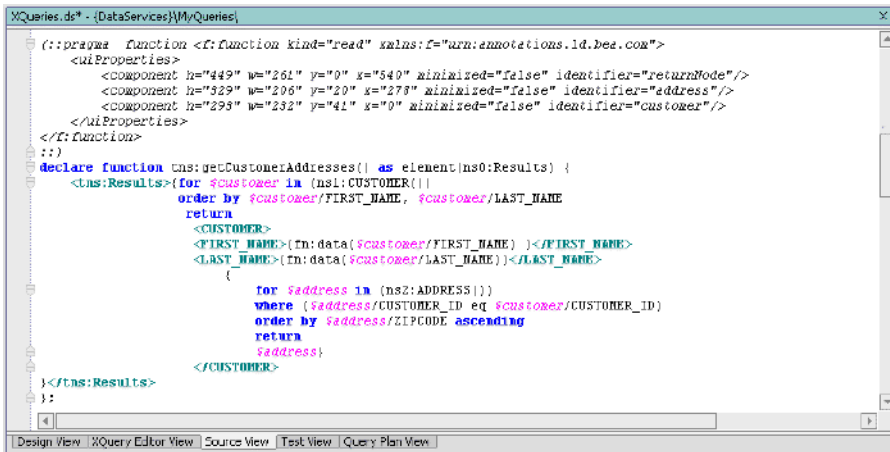 XQueries.ds* - {DataServices}\MyQueries\
(::pragma function <f:function kind="read" xmlns:f="urn:annotations.ld.bea.com">
<uiProperties>
<component h="449" w="261" y="0" x="540" minimized="false" identifier="returnNode"/>
<component h="329" w="206" y="20" x="278" minimized="false" identifier="address"/>
<component h="293" w="232" y="41" x="0" minimized="false" identifier="customer"/>
</uiProperties>
</f:function>
::)
declare function tns:getCustomerAddresses() as element(ns0:Results) {
<tns:Results>{for $customer in (ns1:CUSTOMER())
order by $customer/FIRST_NAME, $customer/LAST_NAME
return
<CUSTOMER>
<FIRST_NAME>{fn:data($customer/FIRST_NAME) }</FIRST_NAME>
<LAST_NAME>{fn:data($customer/LAST_NAME)}</LAST_NAME>
{
for $address in (ns2:ADDRESS())
where ($address/CUSTOMER_ID eq $customer/CUSTOMER_ID)
order by $address/ZIPCODE ascending
return
$address}
</CUSTOMER>
}</tns:Results>
};
Design View XQuery Editor View Source View Test View Query Plan View